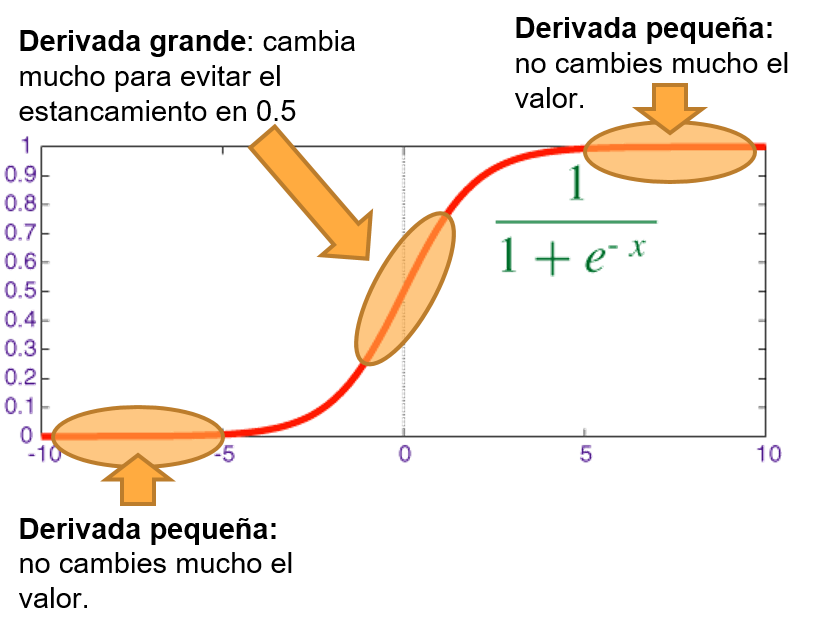 Derivada grande: cambia
mucho para evitar el
estancamiento en 0.5
Derivada pequeña:
no cambies mucho el
valor.
1
0.9
0.8
0.7
0.6
0.5
0.4
0.3
0.2
0.1
0
1
1 + e- x
-10
-5
0
5
10
Derivada pequeña:
no cambies mucho el
valor.